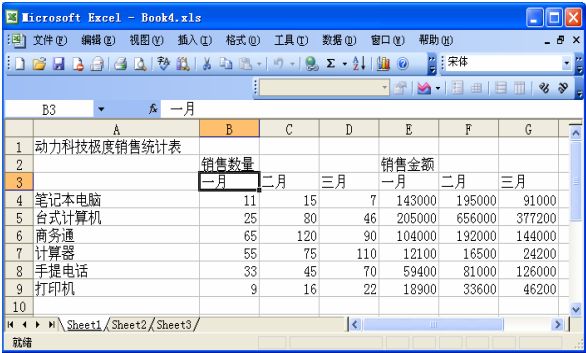 Microsoft Excel - Book4.xls
文件(F) 编辑(E) 视图(V) 插入(I) 格式(O) 工具(T) 数据(D) 窗口(W) 帮助(H)
宋体
B3 fx 一月
A B C D E F G
1 动力科技极度销售统计表
2 销售数量 销售金额
3 一月 二月 三月 一月 二月 三月
4 笔记本电脑 11 15 7 143000 195000 91000
5 台式计算机 25 80 46 205000 656000 377200
6 商务通 65 120 90 104000 192000 144000
7 计算器 55 75 110 12100 16500 24200
8 手提电话 33 45 70 59400 81000 126000
9 打印机 9 16 22 18900 33600 46200
10
Sheet1 / Sheet2 / Sheet3 /
就绪